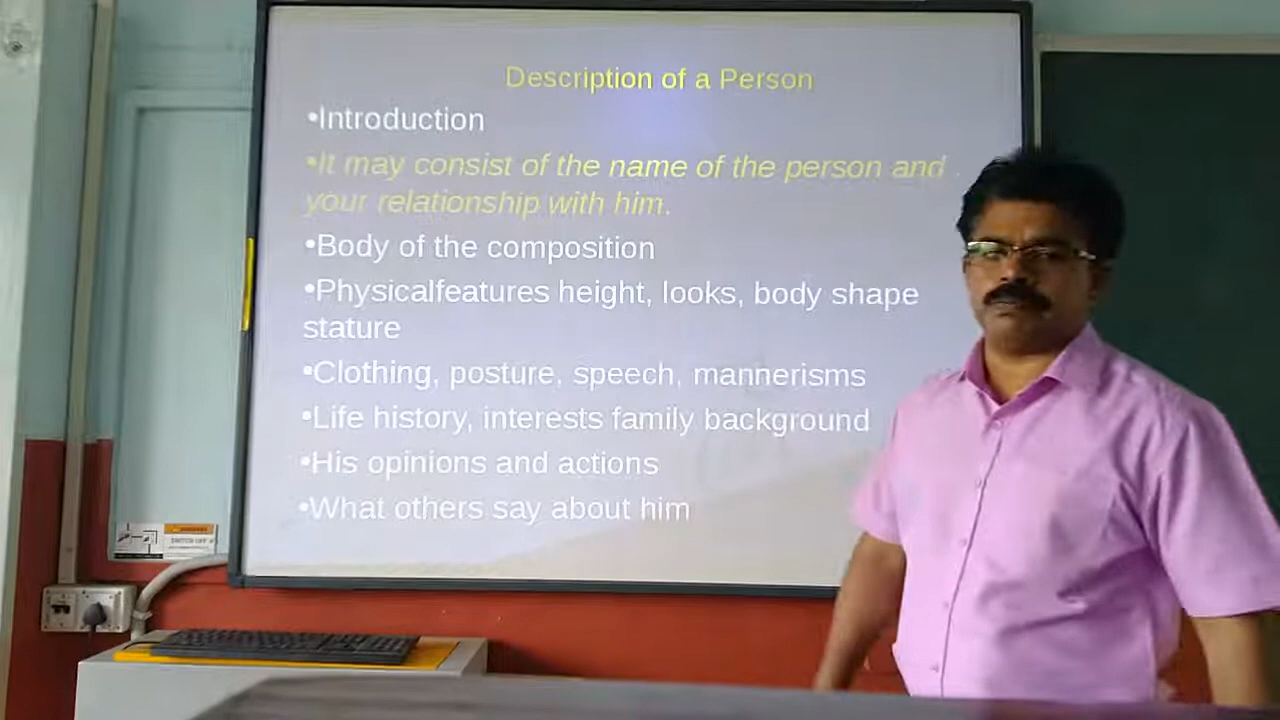 Description of a Person
•Introduction
•It may consist of the name of the person and
your relationship with him.
•Body of the composition
•Physicalfeatures height, looks, body shape
stature
•Clothing, posture, speech, mannerisms
•Life history, interests family background
•His opinions and actions
•What others say about him
SWITCH OFF